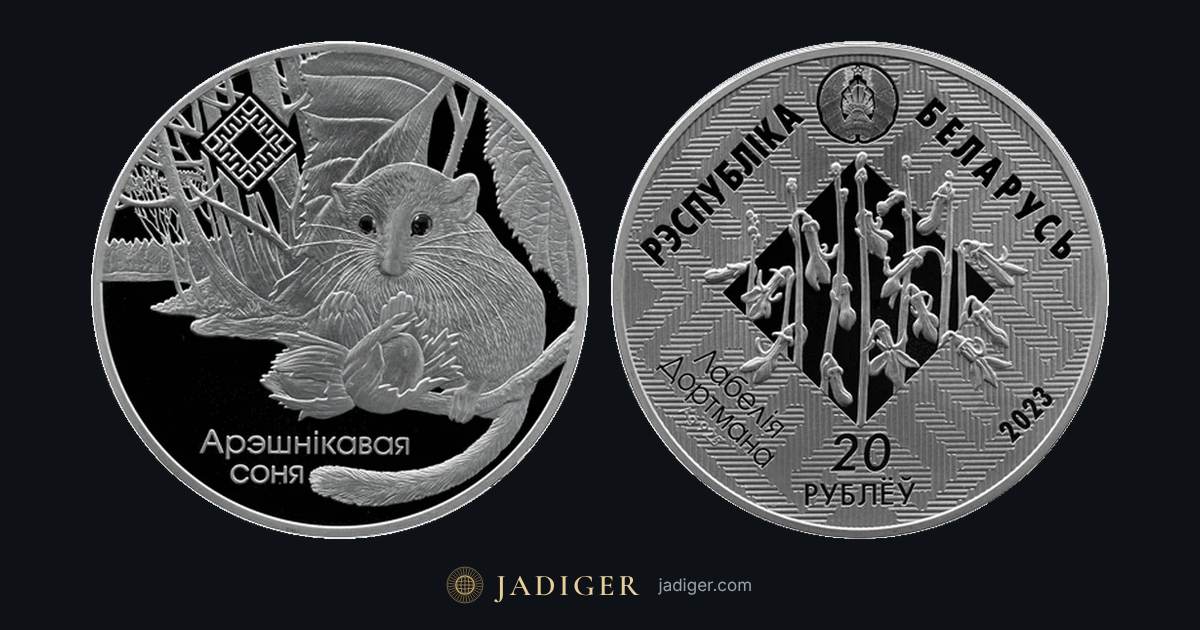 Арэшнікавая
соня
РЭСПУБЛІКА БЕЛАРУСЬ
Лабелія
Дортмана
2023
20
РУБЛЁЎ
JADIGER jadiger.com